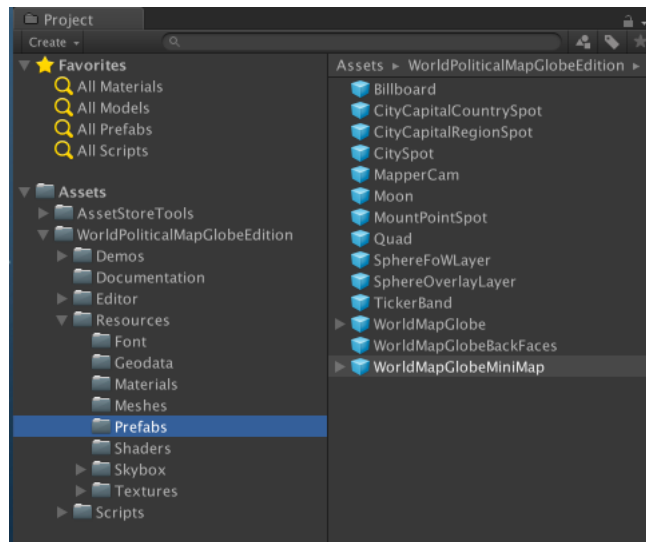 Project
Create
Favorites
All Materials
All Models
All Prefabs
All Scripts
Assets
AssetStoreTools
WorldPoliticalMapGlobeEdition
Demos
Documentation
Editor
Resources
Font
Geodata
Materials
Meshes
Prefabs
Shaders
Skybox
Textures
Scripts
Assets ▸ WorldPoliticalMapGlobeEdition ▸
Billboard
CityCapitalCountrySpot
CityCapitalRegionSpot
CitySpot
MapperCam
Moon
MountPointSpot
Quad
SphereFoWLayer
SphereOverlayLayer
TickerBand
WorldMapGlobe
WorldMapGlobeBackFaces
WorldMapGlobeMiniMap